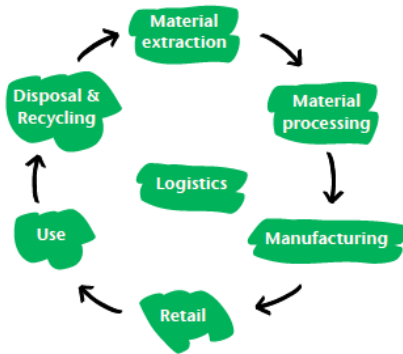 Material
extraction
Material
processing
Manufacturing
Retail
Use
Disposal &
Recycling
Logistics